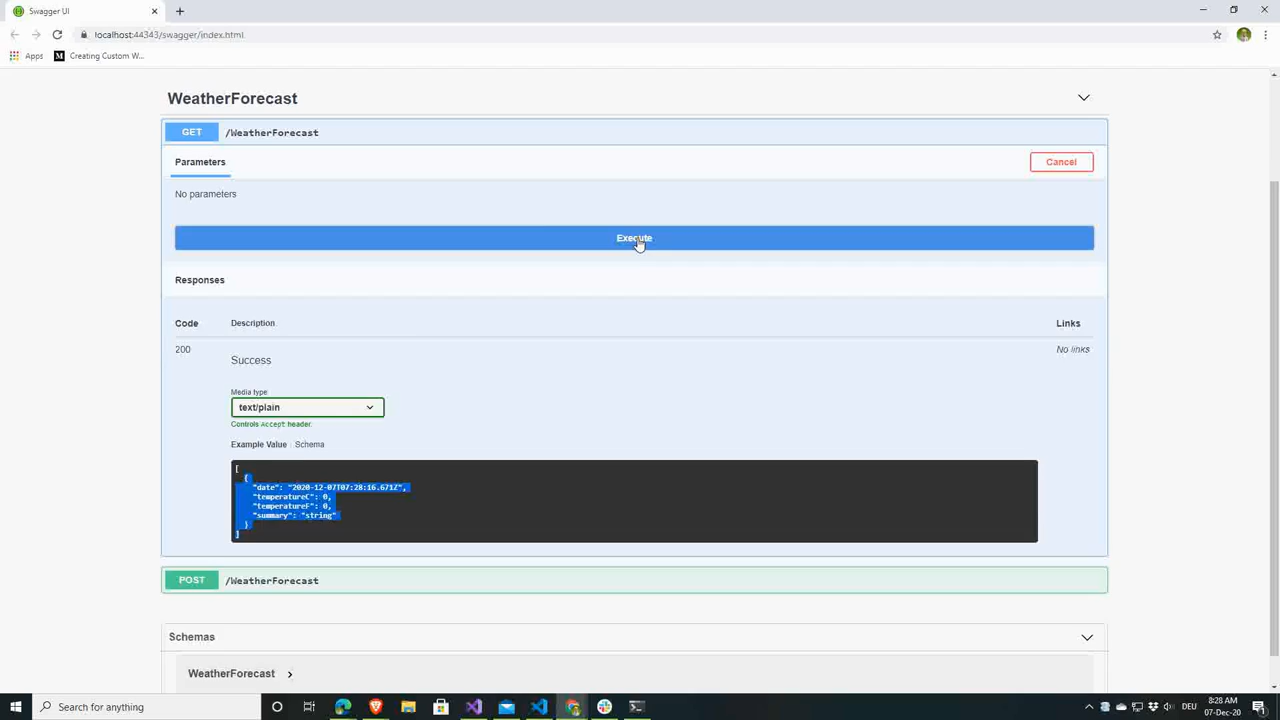 Swagger UI
localhost:44343/swagger/index.html
Apps
Creating Custom W...
WeatherForecast
GET /WeatherForecast
Parameters
Cancel
No parameters
Execute
Responses
Code Description Links
200 Success No links
Media type
text/plain
Controls Accept header.
Example Value Schema
[
{
"date": "2020-12-07T07:28:16.671Z",
"temperatureC": 0,
"temperatureF": 0,
"summary": "string"
}
]
POST /WeatherForecast
Schemas
WeatherForecast
Search for anything
DEU
8:28 AM
07-Dec-20